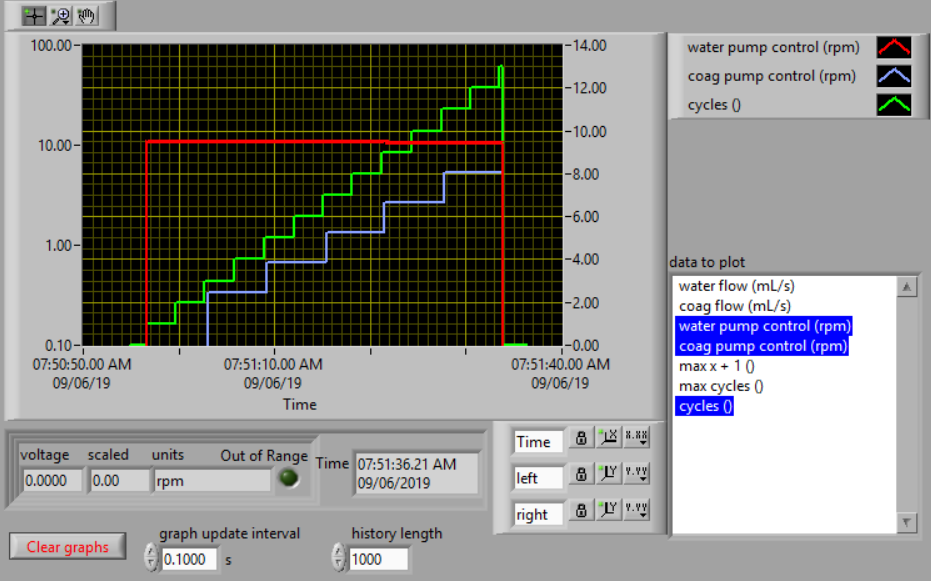 water pump control (rpm)
coag pump control (rpm)
cycles ()
100.00
10.00
1.00
0.10
14.00
12.00
10.00
8.00
6.00
4.00
2.00
0.00
07:50:50.00 AM
09/06/19
07:51:10.00 AM
09/06/19
07:51:40.00 AM
09/06/19
Time
data to plot
water flow (mL/s)
coag flow (mL/s)
water pump control (rpm)
coag pump control (rpm)
max x + 1 ()
max cycles ()
cycles ()
voltage scaled units Out of Range
0.0000 0.00 rpm
Time 07:51:36.21 AM
09/06/2019
Time X X.XX
left Y Y.YY
right Y Y.YY
Clear graphs
graph update interval
0.1000 s
history length
1000